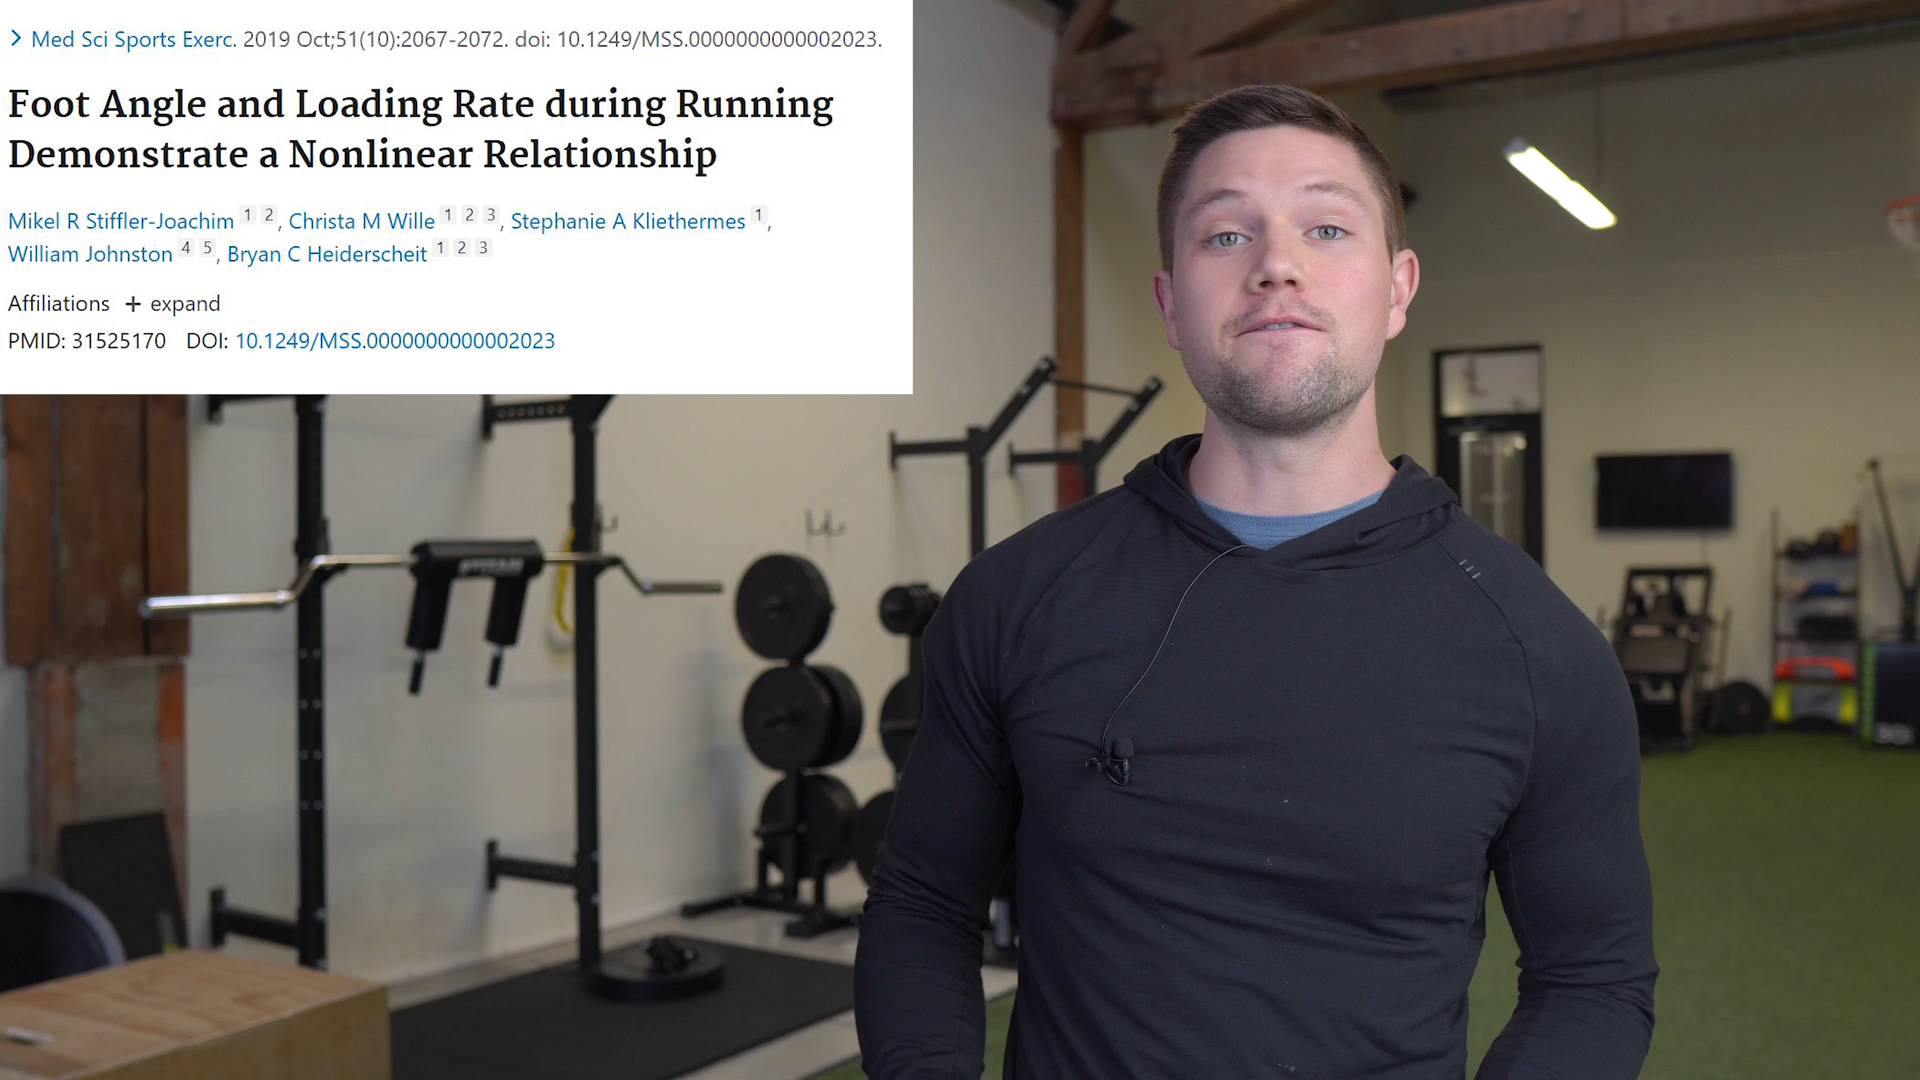 Med Sci Sports Exerc. 2019 Oct;51(10):2067-2072. doi: 10.1249/MSS.0000000000002023.
Foot Angle and Loading Rate during Running
Demonstrate a Nonlinear Relationship
Mikel R Stiffler-Joachim 1 2, Christa M Wille 1 2 3, Stephanie A Kliethermes 1,
William Johnston 4 5, Bryan C Heiderscheit 1 2 3
Affiliations + expand
PMID: 31525170 DOI: 10.1249/MSS.0000000000002023